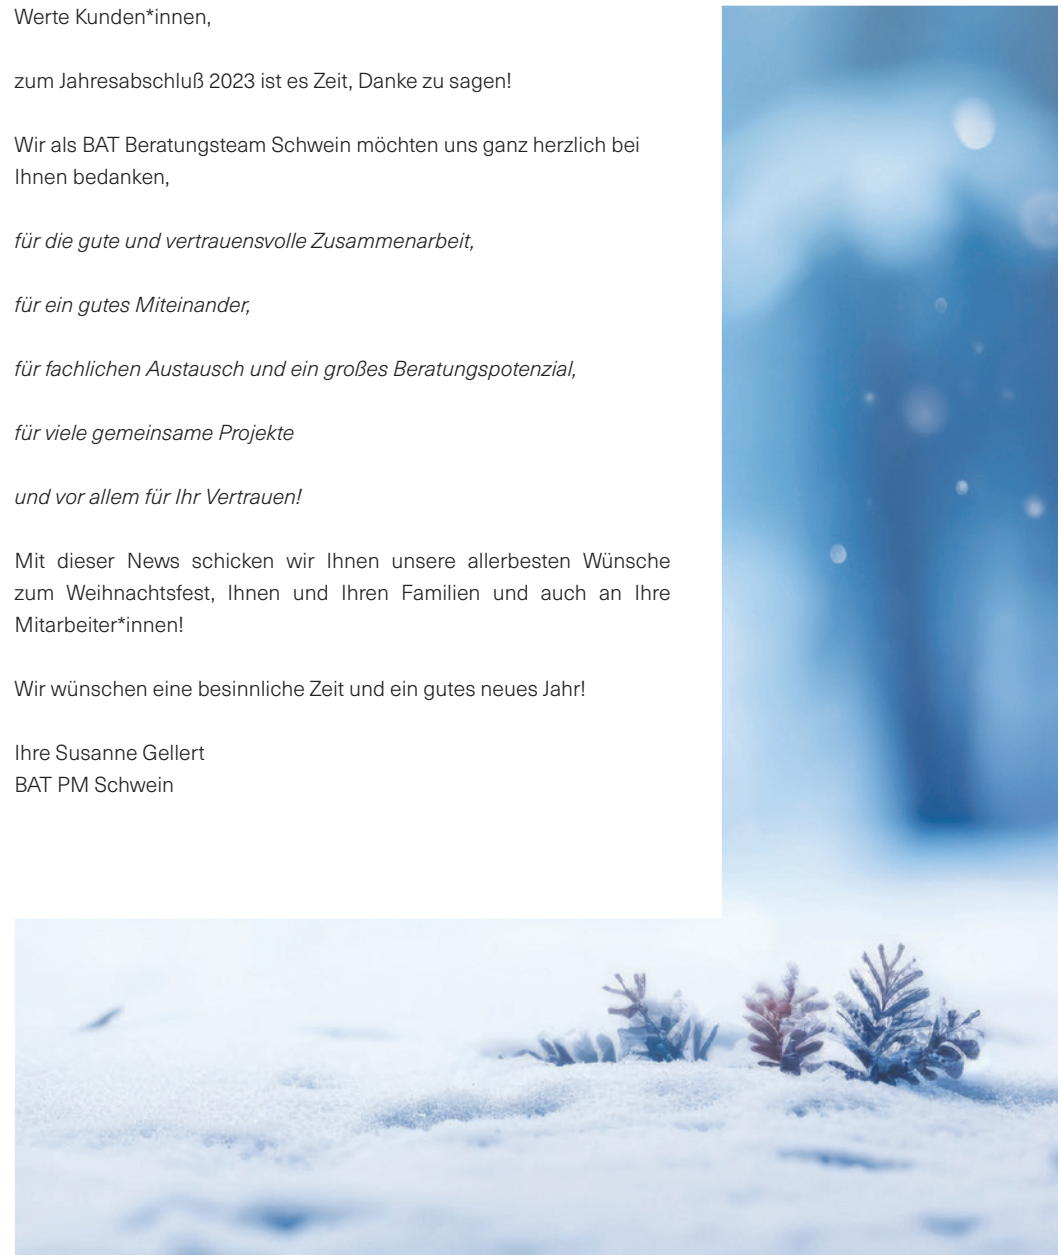 Werte Kunden*innen,
zum Jahresabschluß 2023 ist es Zeit, Danke zu sagen!
Wir als BAT Beratungsteam Schwein möchten uns ganz herzlich bei
Ihnen bedanken,
für die gute und vertrauensvolle Zusammenarbeit,
für ein gutes Miteinander,
für fachlichen Austausch und ein großes Beratungspotenzial,
für viele gemeinsame Projekte
und vor allem für Ihr Vertrauen!
Mit dieser News schicken wir Ihnen unsere allerbesten Wünsche
zum Weihnachtsfest, Ihnen und Ihren Familien und auch an Ihre
Mitarbeiter*innen!
Wir wünschen eine besinnliche Zeit und ein gutes neues Jahr!
Ihre Susanne Gellert
BAT PM Schwein